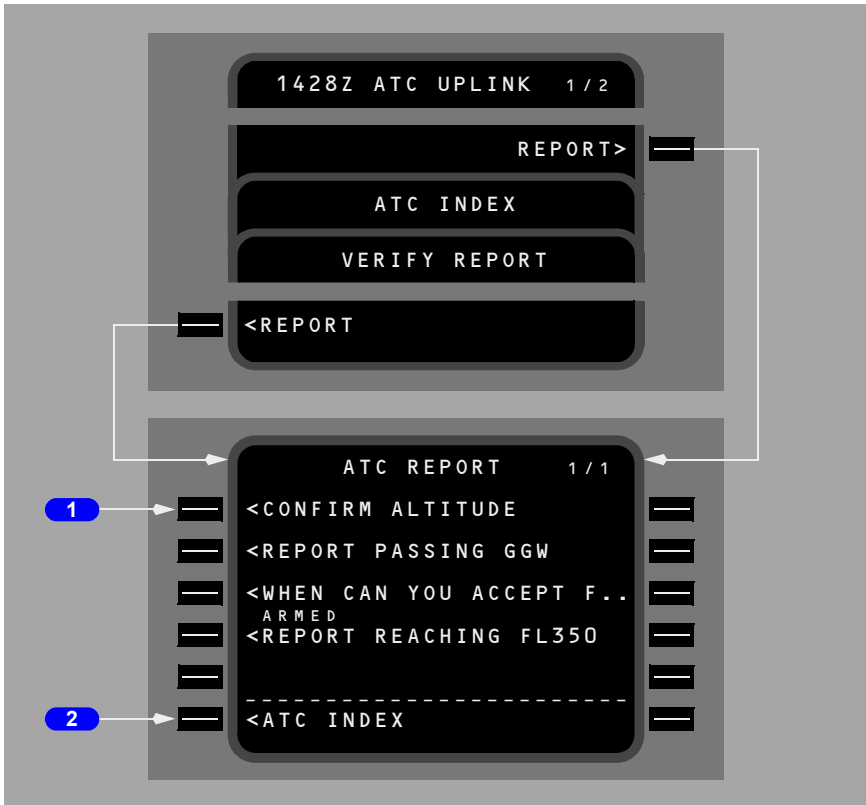 1428Z ATC UPLINK 1/2
REPORT>
ATC INDEX
VERIFY REPORT
<REPORT
ATC REPORT 1/1
1 <CONFIRM ALTITUDE
<REPORT PASSING GGW
<WHEN CAN YOU ACCEPT F..
ARMED
<REPORT REACHING FL350
------------------------
2 <ATC INDEX